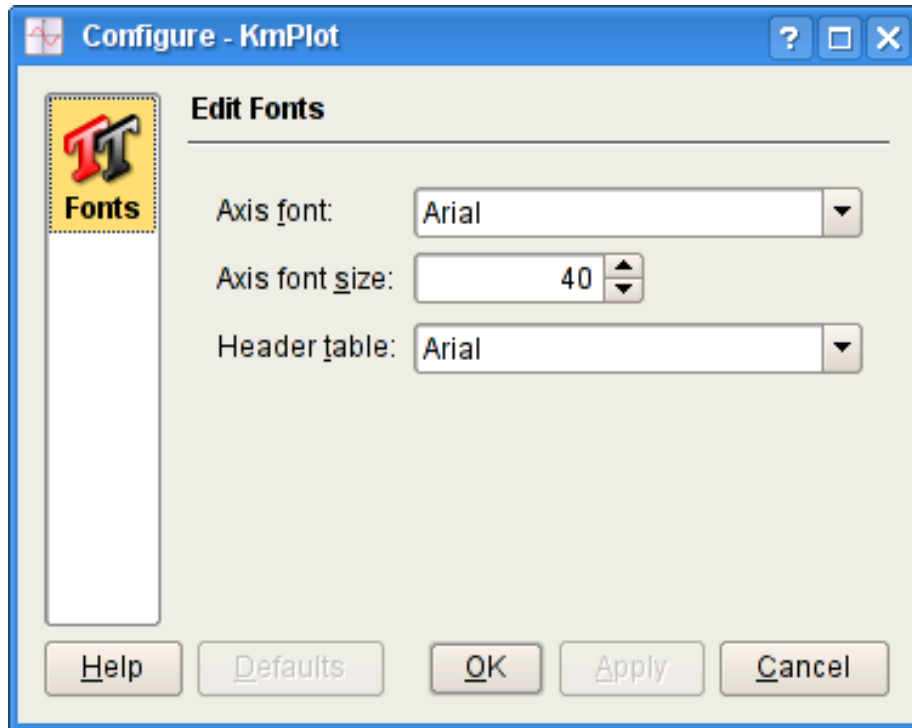 Configure - KmPlot
?
Edit Fonts
Fonts
Axis font: Arial
Axis font size: 40
Header table: Arial
Help Defaults OK Apply Cancel